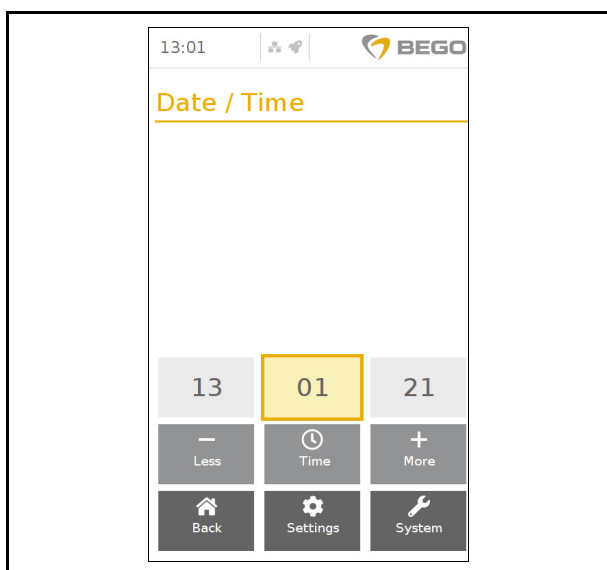 13:01 BEGO
Date / Time
13 01 21
Less Time More
Back Settings System